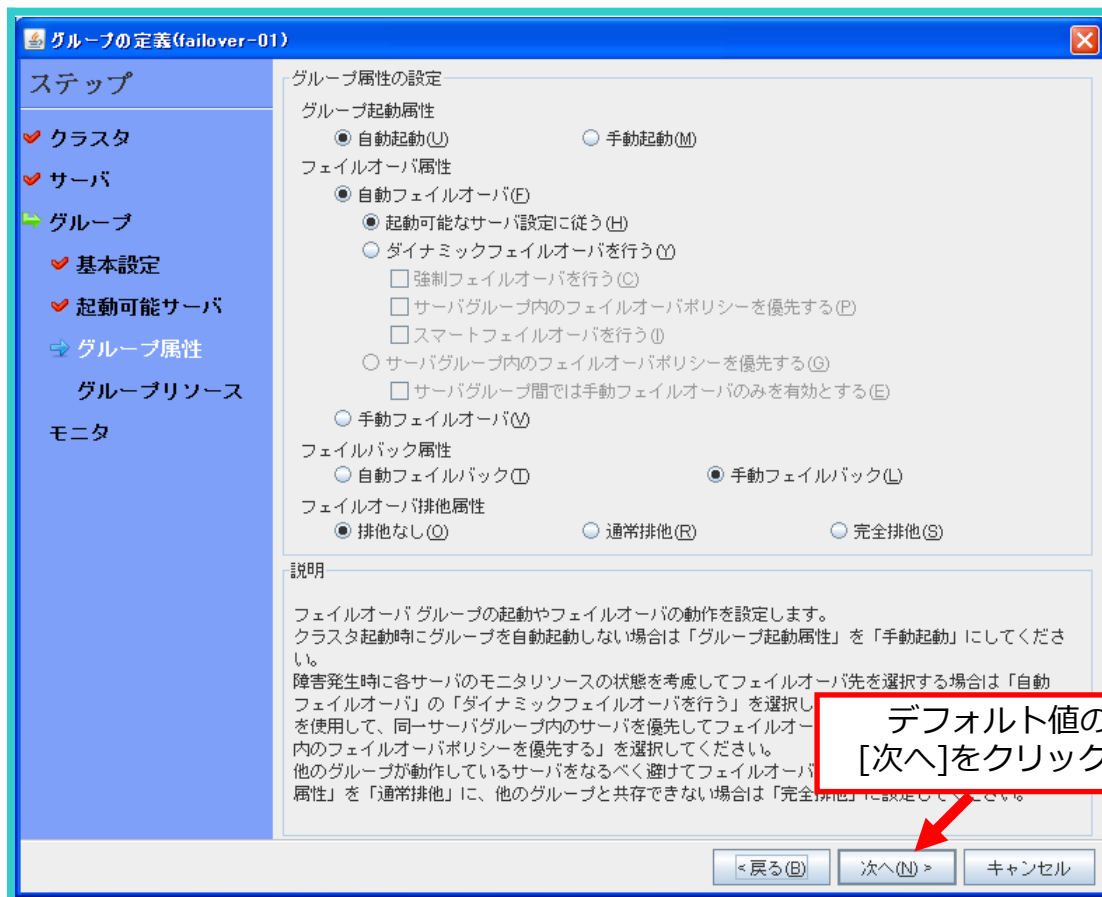 グループの定義(failover-01)
ステップ
クラスタ
サーバ
グループ
基本設定
起動可能サーバ
グループ属性
グループリソース
モニタ
グループ属性の設定
グループ起動属性
自動起動(U) 手動起動(M)
フェイルオーバ属性
自動フェイルオーバ(F)
起動可能なサーバ設定に従う(H)
ダイナミックフェイルオーバを行う(Y)
強制フェイルオーバを行う(C)
サーバグループ内のフェイルオーバポリシーを優先する(P)
スマートフェイルオーバを行う(I)
サーバグループ内のフェイルオーバポリシーを優先する(G)
サーバグループ間では手動フェイルオーバのみを有効とする(E)
手動フェイルオーバ(V)
フェイルバック属性
自動フェイルバック(T) 手動フェイルバック(L)
フェイルオーバ排他属性
排他なし(O) 通常排他(R) 完全排他(S)
説明
フェイルオーバ グループの起動やフェイルオーバの動作を設定します。
クラスタ起動時にグループを自動起動しない場合は「グループ起動属性」を「手動起動」にしてくださ
い。
障害発生時に各サーバのモニタリソースの状態を考慮してフェイルオーバ先を選択する場合は「自動
フェイルオーバ」の「ダイナミックフェイルオーバを行う」を選択し
を使用して、同一サーバグループ内のサーバを優先してフェイルオー
内のフェイルオーバポリシーを優先する」を選択してください。
他のグループが動作しているサーバをなるべく避けてフェイルオーバ
属性」を「通常排他」に、他のグループと共存できない場合は「完全排他」に設定してください。
デフォルト値の
[次へ]をクリック
<戻る(B) 次へ(N) > キャンセル